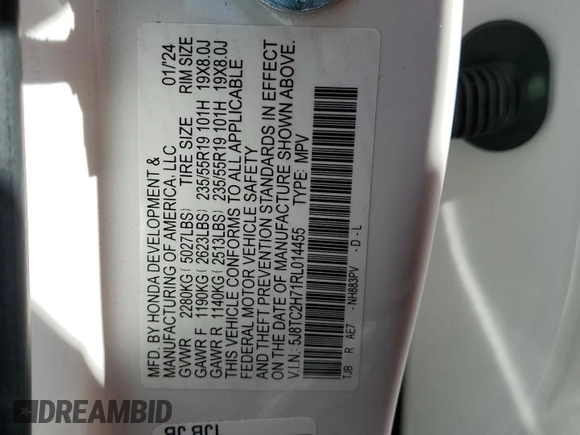 MFD. BY HONDA DEVELOPMENT &
MANUFACTURING OF AMERICA, LLC 01/'24
GVWR 2280KG (5027LBS) TIRE SIZE RIM SIZE
GAWR F 1190KG (2623LBS) 235/55R19 101H 19X8.0J
GAWR R 1140KG (2513LBS) 235/55R19 101H 19X8.0J
THIS VEHICLE CONFORMS TO ALL APPLICABLE
FEDERAL MOTOR VEHICLE SAFETY
AND THEFT PREVENTION STANDARDS IN EFFECT
ON THE DATE OF MANUFACTURE SHOWN ABOVE.
V.I.N.: 5J8TC2H71RL014455 TYPE: MPV
TJB R AE7 - NH883PV - D - L
TJB JB
DREAMBID